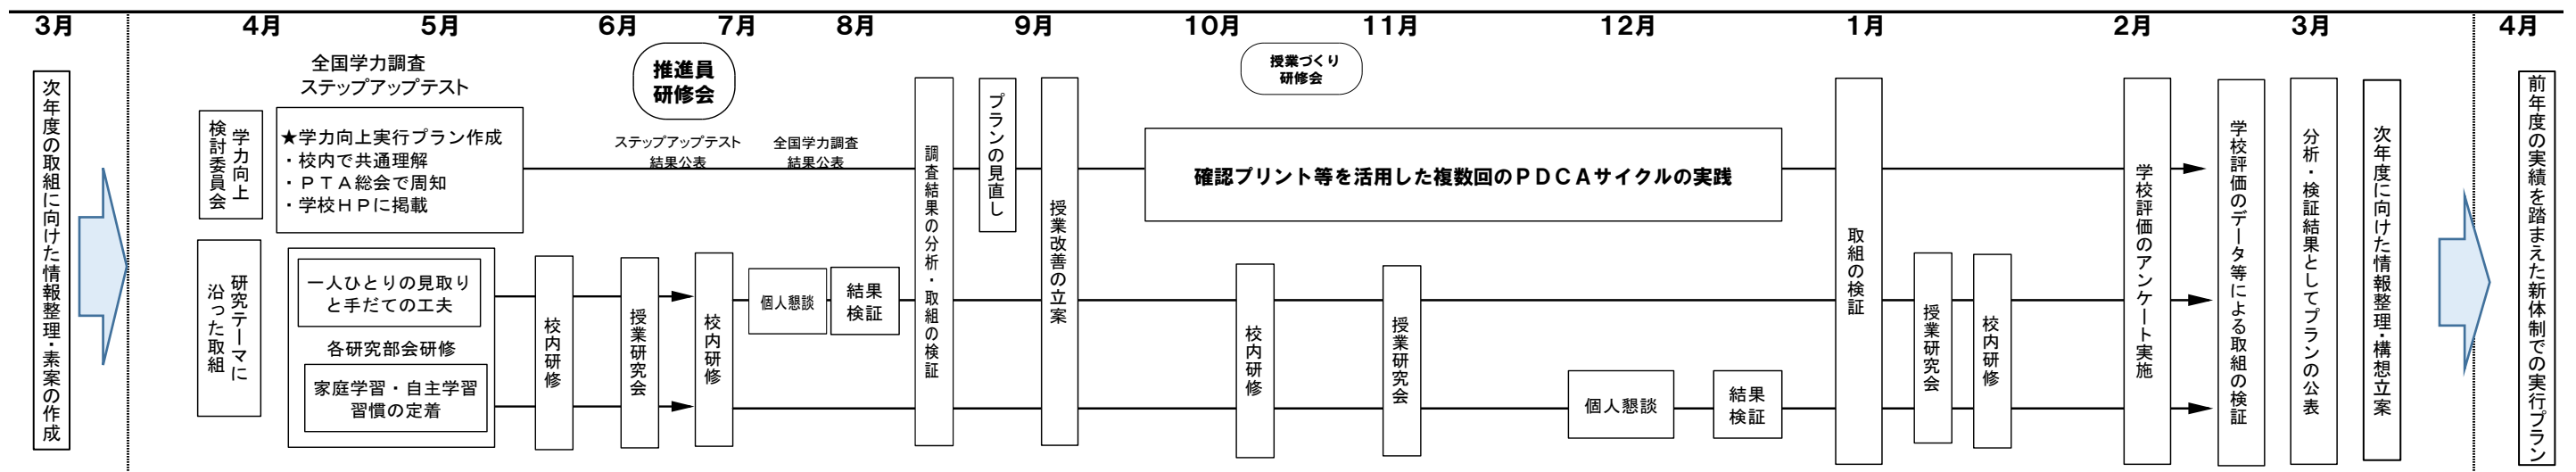 3月
4月
5月
6月
7月
8月
9月
10月
11月
12月
1月
2月
3月
4月
次年度の取組に向けた情報整理・素案の作成
学力向上
検討委員会
研究テーマに
沿った取組
全国学力調査
ステップアップテスト
★学力向上実行プラン作成
・校内で共通理解
・ＰＴＡ総会で周知
・学校ＨＰに掲載
一人ひとりの見取り
と手だての工夫
各研究部会研修
家庭学習・自主学習
習慣の定着
校内研修
推進員
研修会
授業研究会
ステップアップテスト
結果公表
校内研修
全国学力調査
結果公表
個人懇談
結果
検証
調査結果の分析・取組の検証
プランの見直し
授業改善の立案
授業づくり
研修会
確認プリント等を活用した複数回のＰＤＣＡサイクルの実践
校内研修
授業研究会
個人懇談
結果
検証
取組の検証
授業研究会
校内研修
学校評価のアンケート実施
学校評価のデータ等による取組の検証
分析・検証結果としてプランの公表
次年度に向けた情報整理・構想立案
前年度の実績を踏まえた新体制での実行プラン